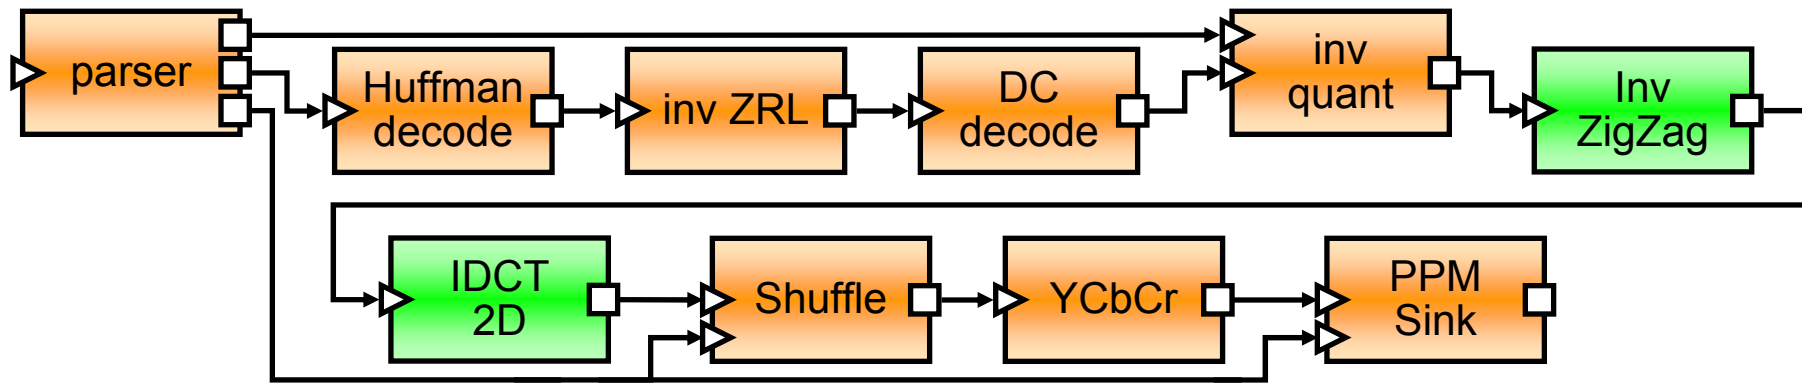 parser
Huffman
decode
inv ZRL
DC
decode
inv
quant
Inv
ZigZag
IDCT
2D
Shuffle
YCbCr
PPM
Sink